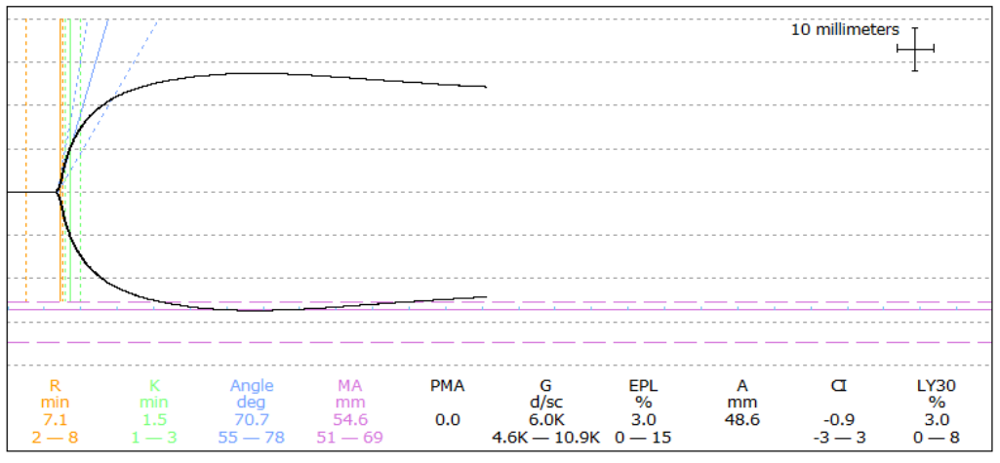 10 millimeters
R K Angle MA PMA G EPL A CI LY30
min min deg mm d/sc % mm %
7.1 1.5 70.7 54.6 0.0 6.0K 3.0 48.6 -0.9 3.0
2 — 8 1 — 3 55 — 78 51 — 69 4.6K — 10.9K 0 — 15 -3 — 3 0 — 8